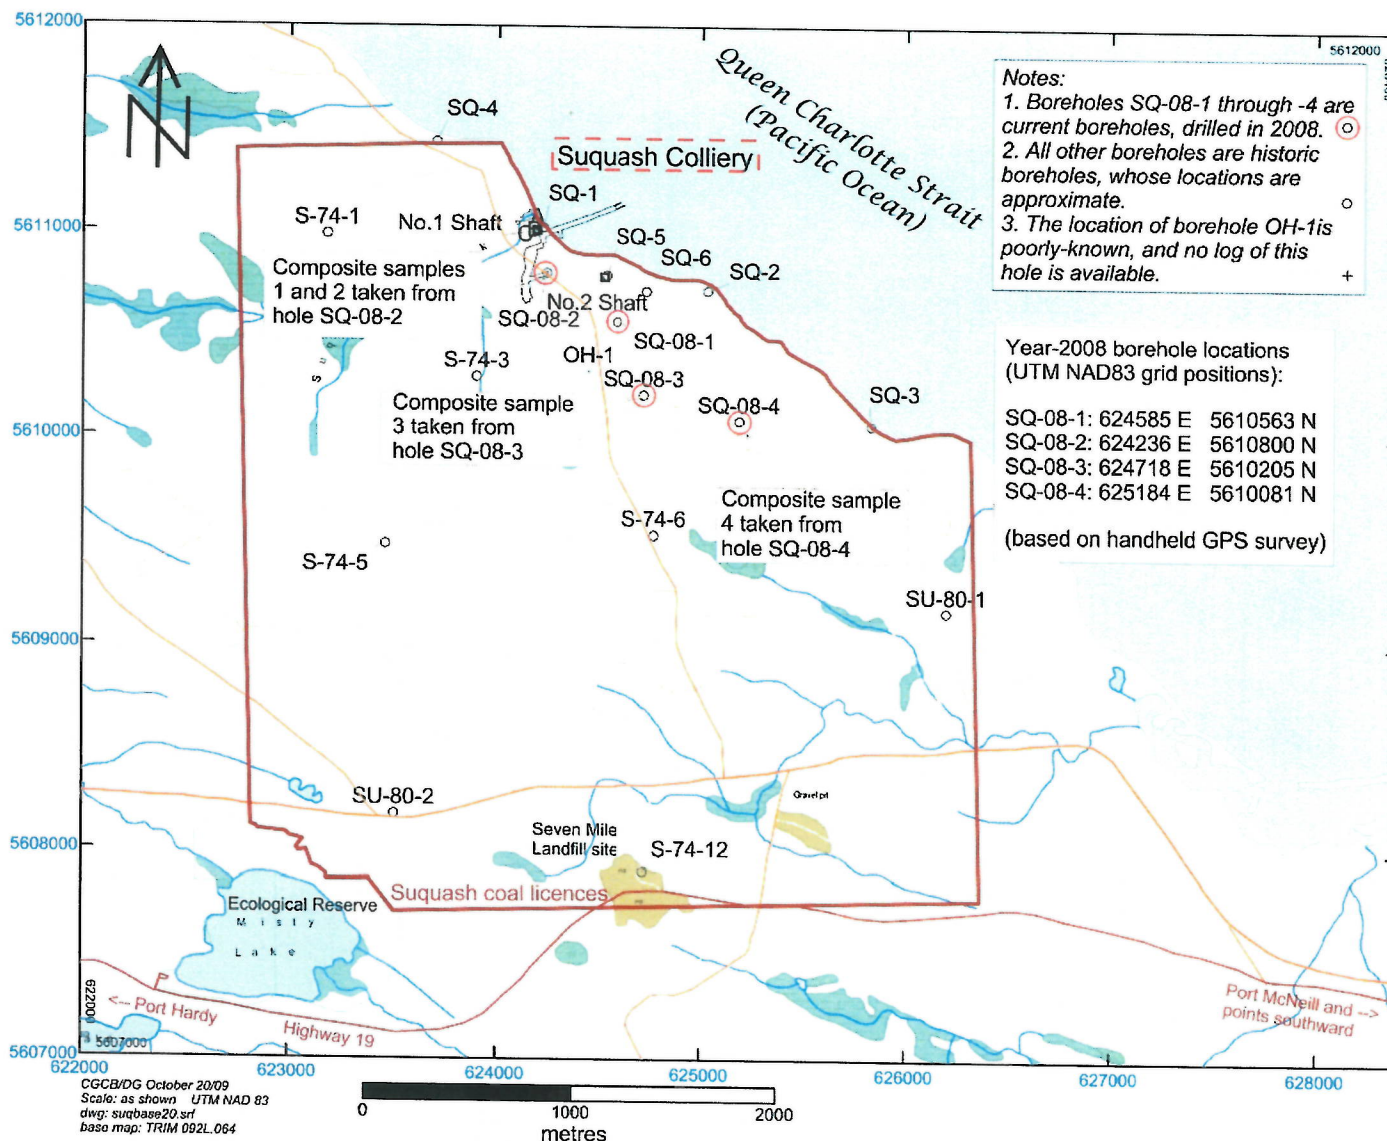 5612000
5612000
Queen Charlotte Strait
(Pacific Ocean)
Notes:
1. Boreholes SQ-08-1 through -4 are
current boreholes, drilled in 2008.
2. All other boreholes are historic
boreholes, whose locations are
approximate.
3. The location of borehole OH-1is
poorly-known, and no log of this
hole is available.
SQ-4
Suquash Colliery
SQ-1
S-74-1
No.1 Shaft
5611000
SQ-5
SQ-6
SQ-2
Composite samples
1 and 2 taken from
hole SQ-08-2
No.2 Shaft
SQ-08-2
SQ-08-1
OH-1
S-74-3
SQ-08-3
SQ-08-4
SQ-3
Composite sample
3 taken from
hole SQ-08-3
5610000
Year-2008 borehole locations
(UTM NAD83 grid positions):
SQ-08-1: 624585 E 5610563 N
SQ-08-2: 624236 E 5610800 N
SQ-08-3: 624718 E 5610205 N
SQ-08-4: 625184 E 5610081 N
(based on handheld GPS survey)
Composite sample
4 taken from
hole SQ-08-4
S-74-6
S-74-5
SU-80-1
5609000
SU-80-2
Gravel pit
5608000
Seven Mile
Landfill site
S-74-12
Suquash coal licences
Ecological Reserve
Misty
Lake
<-- Port Hardy
Highway 19
Port McNeill and -->
points southward
622000
5607000
5607000
622000
623000
624000
625000
626000
627000
628000
CGCB/DG October 20/09
Scale: as shown UTM NAD 83
dwg: suqbase20.srf
base map: TRIM 092L.064
0
1000
2000
metres